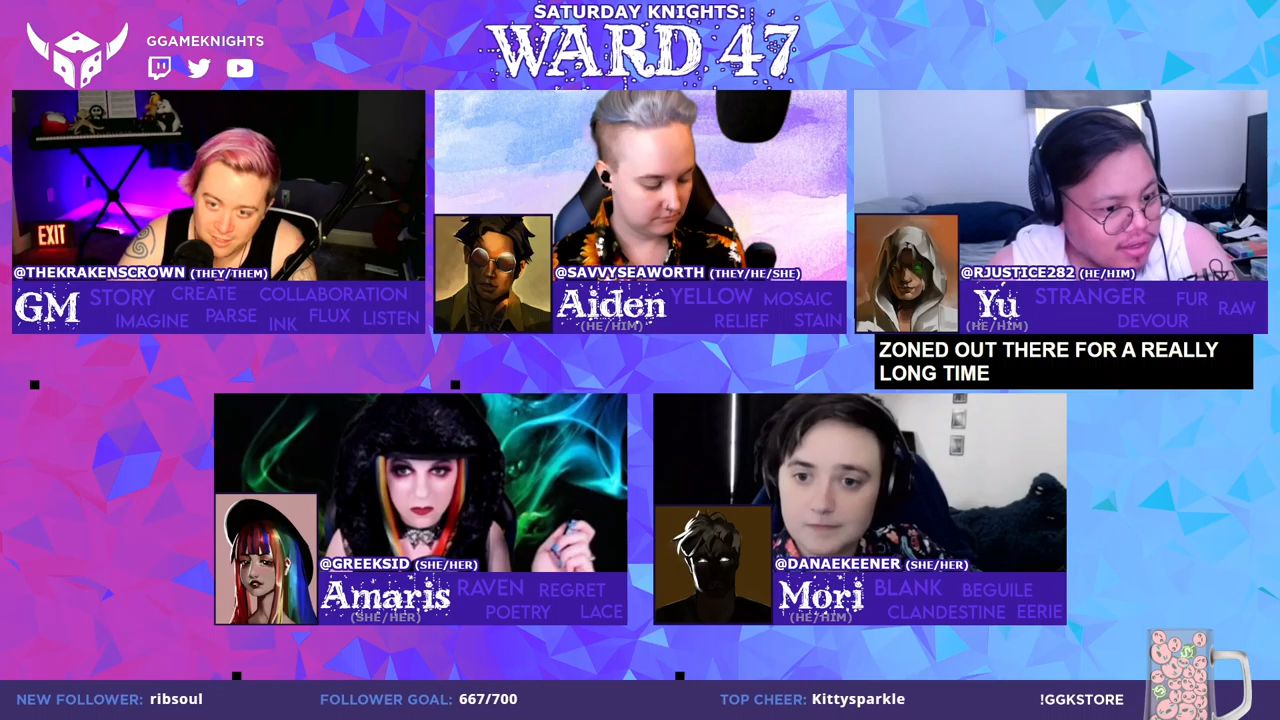 SATURDAY KNIGHTS:
WARD 47
GGAMEKNIGHTS
EXIT
@THEKRAKENSCROWN (THEY/THEM)
GM STORY CREATE COLLABORATION
IMAGINE PARSE INK FLUX LISTEN
@SAVVYSEAWORTH (THEY/HE/SHE)
Aiden YELLOW MOSAIC
(HE/HIM) RELIEF STAIN
@RJUSTICE282 (HE/HIM)
Yu STRANGER FUR RAW
(HE/HIM) DEVOUR
ZONED OUT THERE FOR A REALLY
LONG TIME
@GREEKSID (SHE/HER)
Amaris RAVEN REGRET
(SHE/HER) POETRY LACE
@DANAEKEENER (SHE/HER)
Mori BLANK BEGUILE
(HE/HIM) CLANDESTINE EERIE
NEW FOLLOWER: ribsoul FOLLOWER GOAL: 667/700 TOP CHEER: Kittysparkle !GGKSTORE